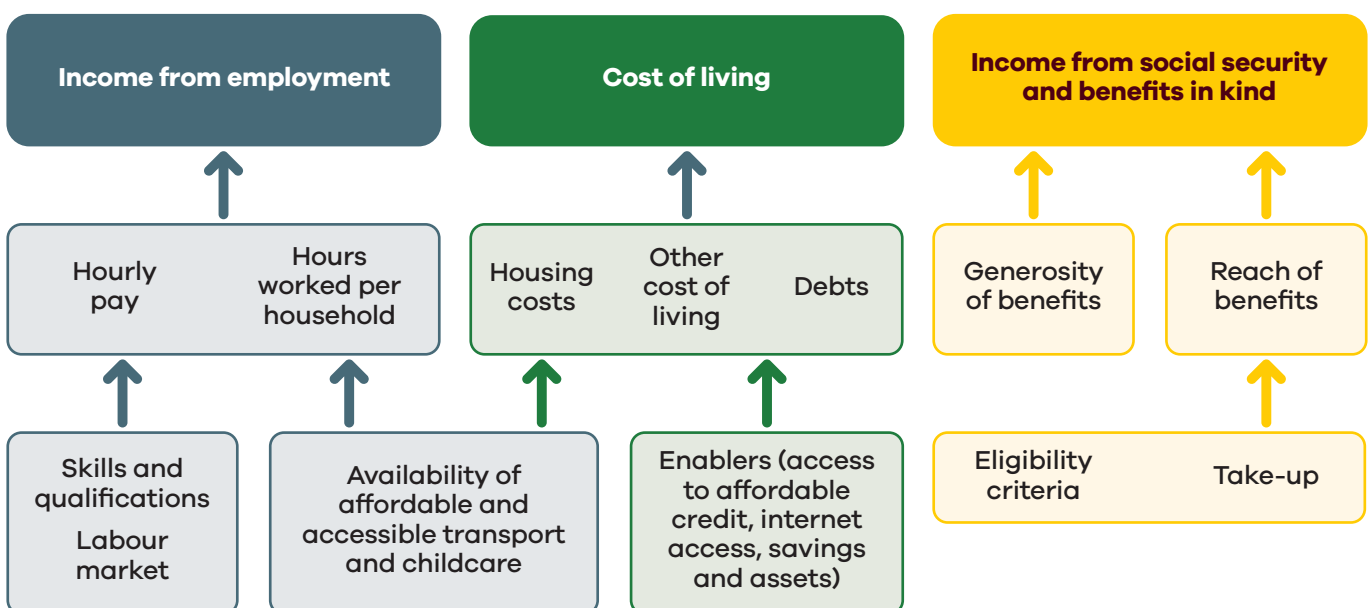 Income from employment
Cost of living
Income from social security
and benefits in kind
Hourly
pay
Hours
worked per
household
Housing
costs
Other
cost of
living
Debts
Generosity
of benefits
Reach of
benefits
Skills and
qualifications
Labour
market
Availability of
affordable and
accessible transport
and childcare
Enablers (access
to affordable
credit, internet
access, savings
and assets)
Eligibility
criteria
Take-up